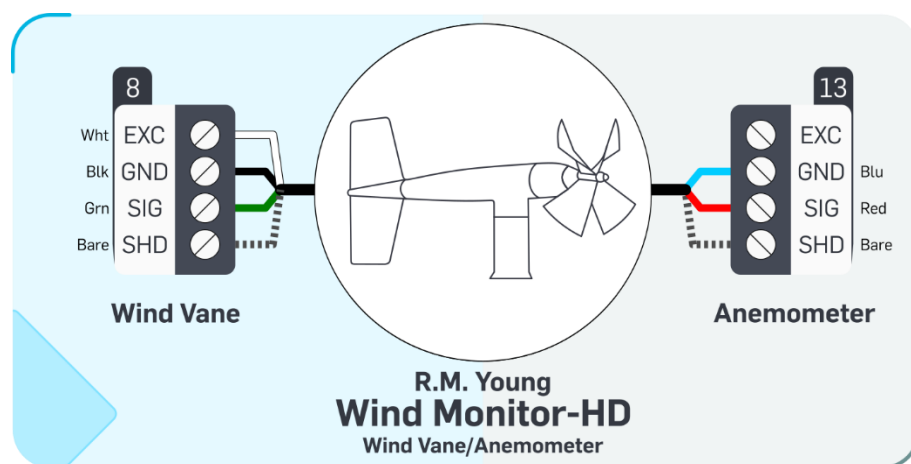 8
Wht EXC
Blk GND
Grn SIG
Bare SHD
Wind Vane
13
EXC
GND Blu
SIG Red
SHD Bare
Anemometer
R.M. Young
Wind Monitor-HD
Wind Vane/Anemometer